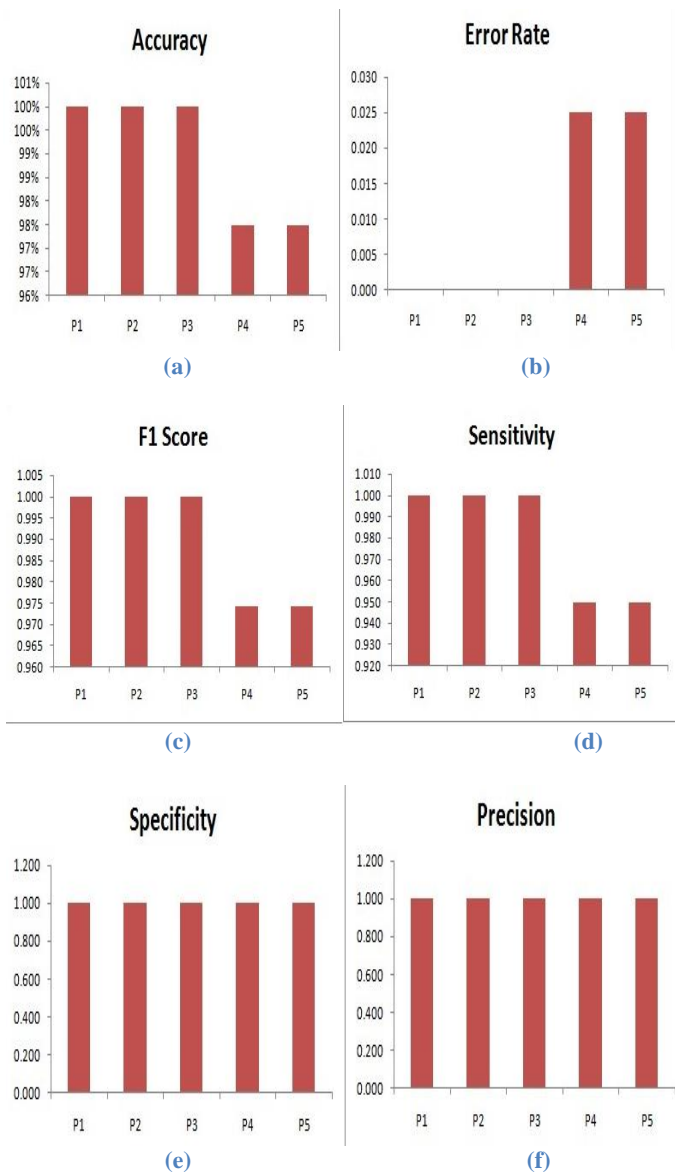 Accuracy
101%
100%
100%
99%
99%
98%
98%
97%
97%
96%
P1 P2 P3 P4 P5
(a)
Error Rate
0.030
0.025
0.020
0.015
0.010
0.005
0.000
P1 P2 P3 P4 P5
(b)
F1 Score
1.005
1.000
0.995
0.990
0.985
0.980
0.975
0.970
0.965
0.960
P1 P2 P3 P4 P5
(c)
Sensitivity
1.010
1.000
0.990
0.980
0.970
0.960
0.950
0.940
0.930
0.920
P1 P2 P3 P4 P5
(d)
Specificity
1.200
1.000
0.800
0.600
0.400
0.200
0.000
P1 P2 P3 P4 P5
(e)
Precision
1.200
1.000
0.800
0.600
0.400
0.200
0.000
P1 P2 P3 P4 P5
(f)